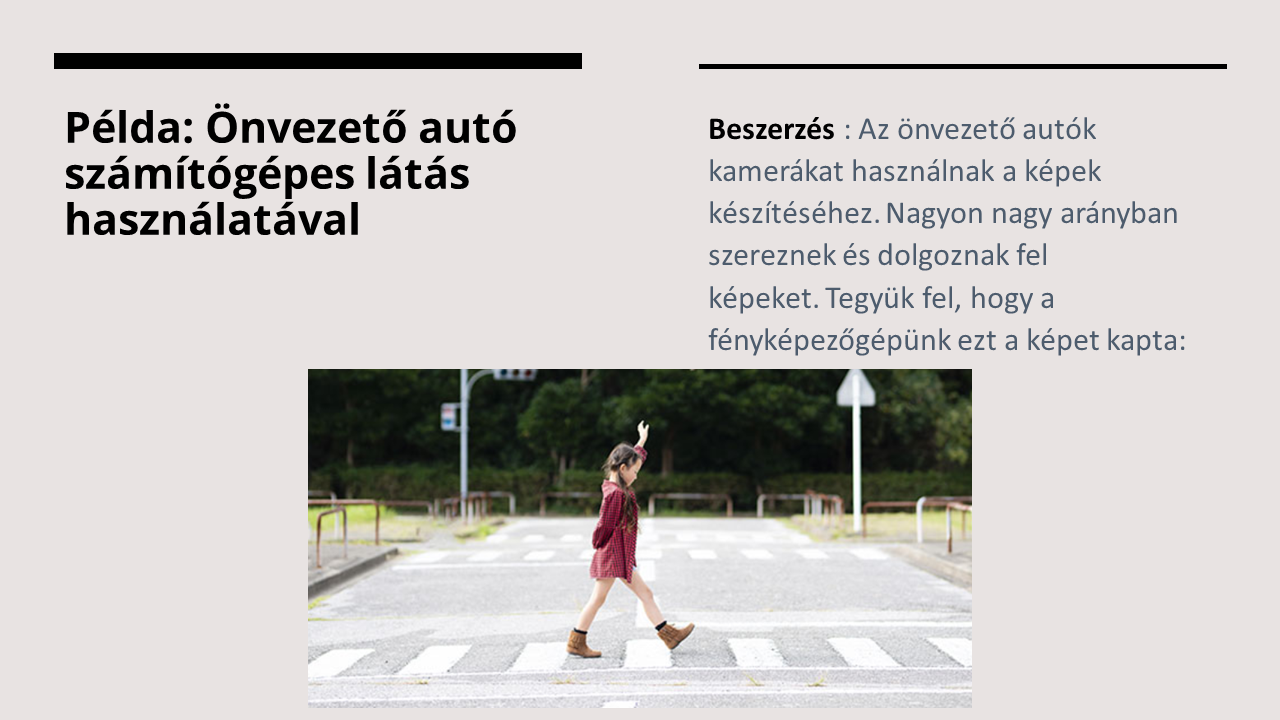 Példa: Önvezető autó
számítógépes látás
használatával
Beszerzés : Az önvezető autók
kamerákat használnak a képek
készítéséhez. Nagyon nagy arányban
szereznek és dolgoznak fel
képeket. Tegyük fel, hogy a
fényképezőgépünk ezt a képet kapta: